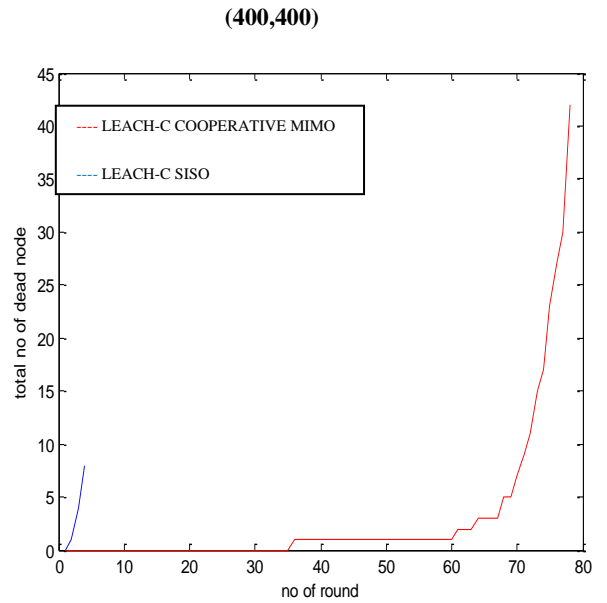 (400,400)
45
40
35
30
25
20
15
10
5
0
total no of dead node
---- LEACH-C COOPERATIVE MIMO
---- LEACH-C SISO
0 10 20 30 40 50 60 70 80
no of round